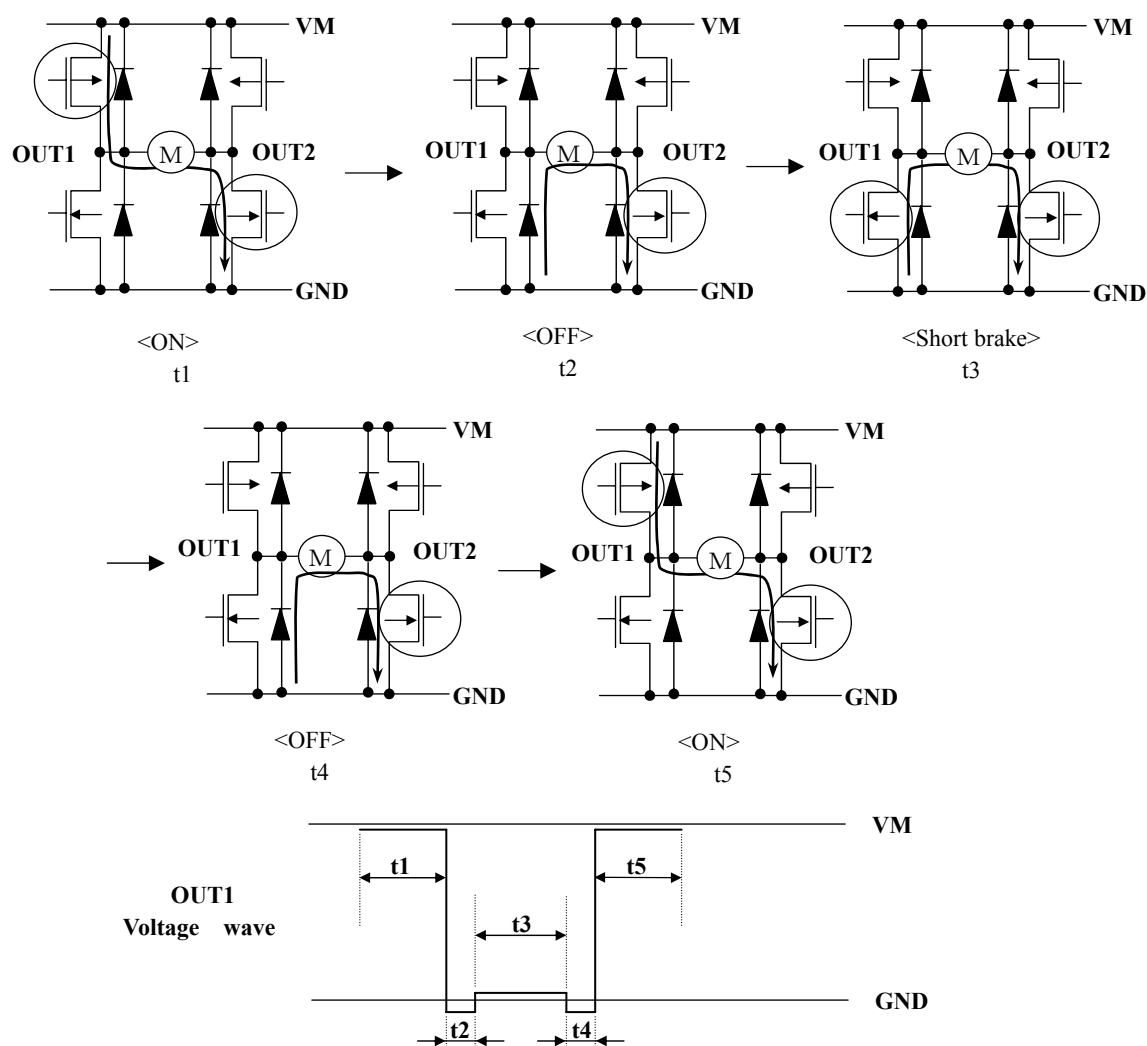 VM
OUT1 M OUT2
GND
<ON>
t1
VM
OUT1 M OUT2
GND
<OFF>
t2
VM
OUT1 M OUT2
GND
<Short brake>
t3
VM
OUT1 M OUT2
GND
<OFF>
t4
VM
OUT1 M OUT2
GND
<ON>
t5
VM
t1 t5
OUT1
Voltage wave
t3
GND
t2 t4